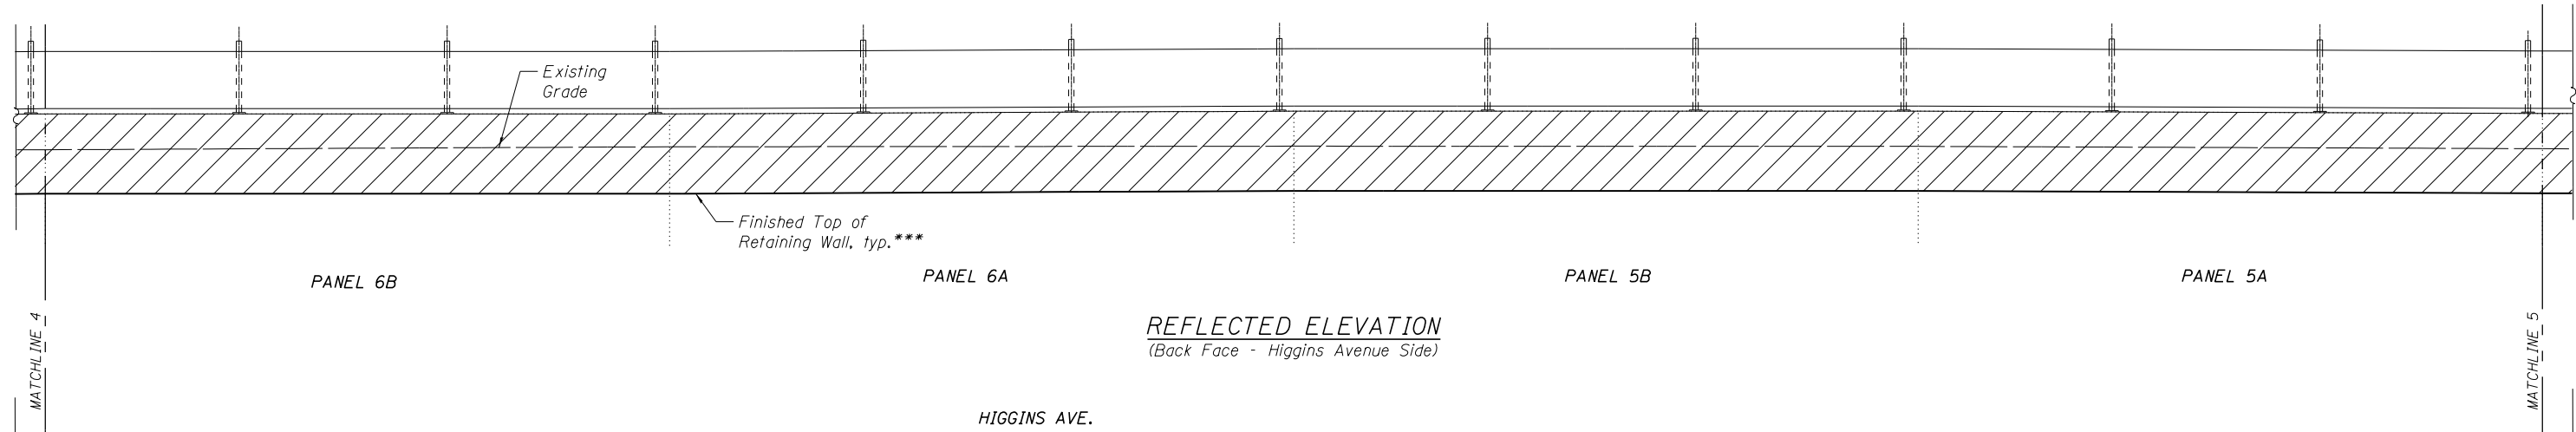 Existing
Grade
Finished Top of
Retaining Wall, typ.***
PANEL 6B
PANEL 6A
PANEL 5B
PANEL 5A
MATCHLINE 4
MATCHLINE 5
REFLECTED ELEVATION
(Back Face - Higgins Avenue Side)
HIGGINS AVE.